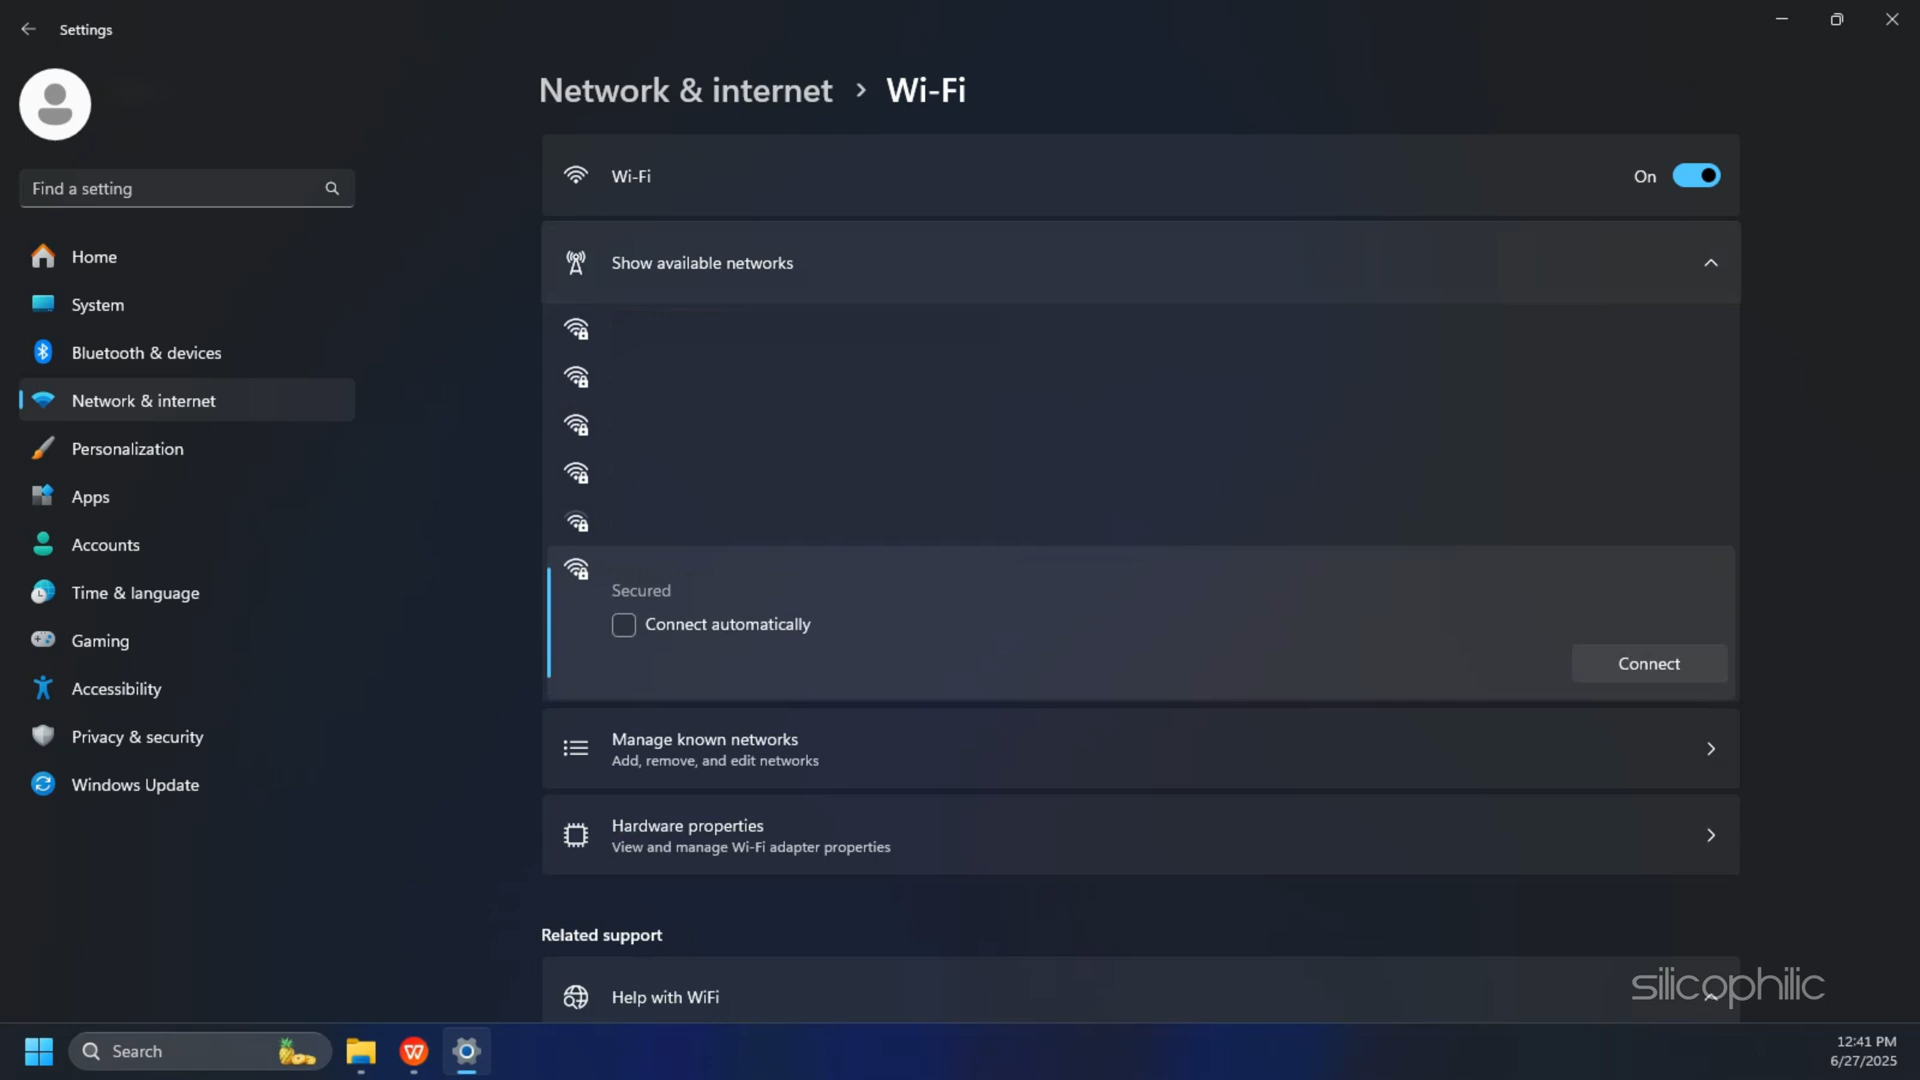 Settings
Network & internet > Wi-Fi
Find a setting
Home
System
Bluetooth & devices
Network & internet
Personalization
Apps
Accounts
Time & language
Gaming
Accessibility
Privacy & security
Windows Update
Wi-Fi
On
Show available networks
Secured
Connect automatically
Connect
Manage known networks
Add, remove, and edit networks
Hardware properties
View and manage Wi-Fi adapter properties
Related support
Help with WiFi
silicophilic
Search
12:41 PM
6/27/2025